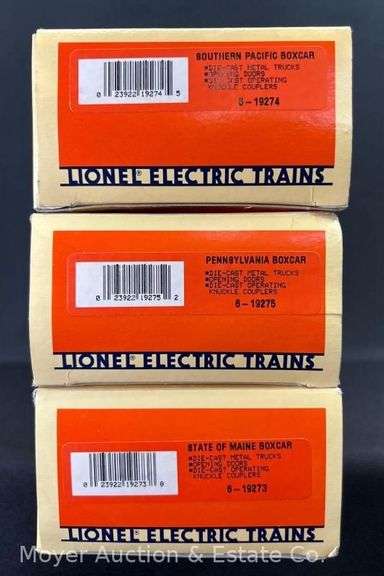 SOUTHERN PACIFIC BOXCAR
*DIE-CAST METAL TRUCKS
*OPENING DOORS
*DIE-CAST OPERATING
KNUCKLE COUPLERS
6-19274
0 23922 19274 5
LIONEL® ELECTRIC TRAINS
PENNSYLVANIA BOXCAR
*DIE-CAST METAL TRUCKS
*OPENING DOORS
*DIE-CAST OPERATING
KNUCKLE COUPLERS
6-19275
0 23922 19275 2
LIONEL® ELECTRIC TRAINS
STATE OF MAINE BOXCAR
*DIE-CAST METAL TRUCKS
*OPENING DOORS
*DIE-CAST OPERATING
KNUCKLE COUPLERS
6-19273
0 23922 19273 8
LIONEL® ELECTRIC TRAINS
Moyer Auction & Estate Co.